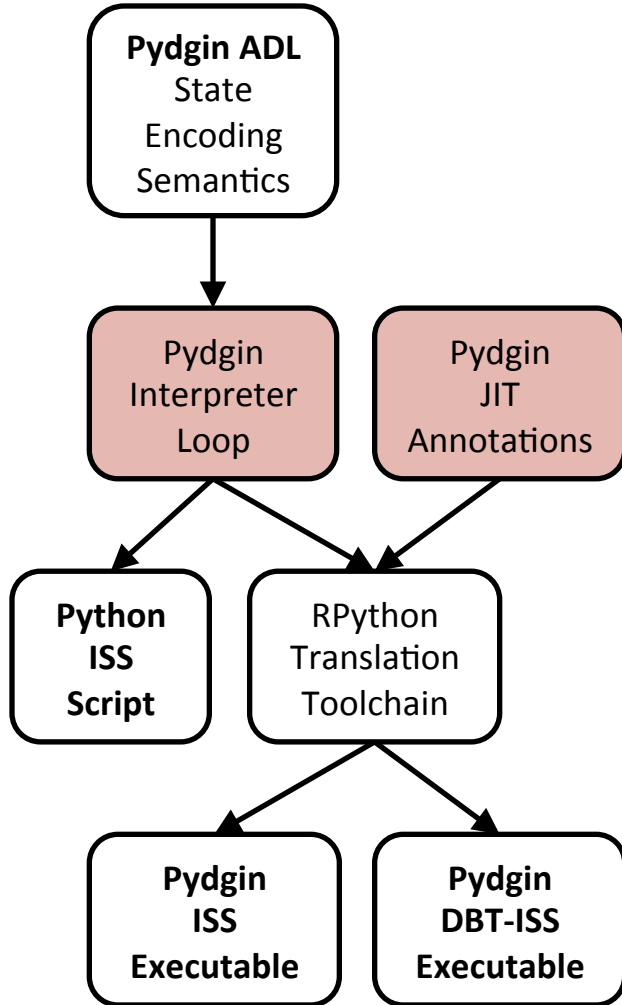 Pydgin ADL
State
Encoding
Semantics
Pydgin
Interpreter
Loop
Pydgin
JIT
Annotations
Python
ISS
Script
RPython
Translation
Toolchain
Pydgin
ISS
Executable
Pydgin
DBT-ISS
Executable